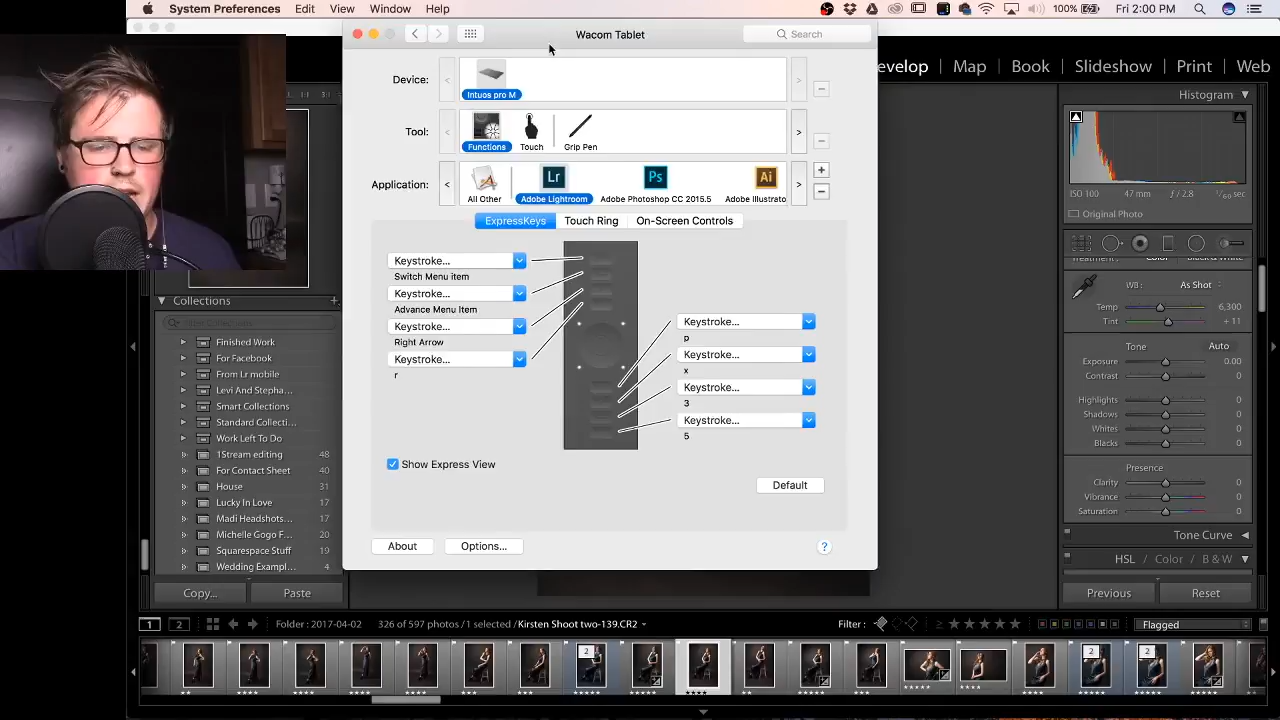 System Preferences Edit View Window Help
100% Fri 2:00 PM
Wacom Tablet
Search
Develop Map Book Slideshow Print Web
Device:
Intuos pro M
Tool:
Functions Touch Grip Pen
Application:
All Other Adobe Lightroom Adobe Photoshop CC 2015.5 Adobe Illustrato
Lr Ps Ai
ExpressKeys Touch Ring On-Screen Controls
Keystroke...
Switch Menu item
Keystroke...
Advance Menu Item
Keystroke...
Right Arrow
Keystroke...
r
Keystroke...
p
Keystroke...
x
Keystroke...
3
Keystroke...
5
Show Express View
Default
About Options... ?
Collections
Finished Work
For Facebook
From Lr mobile
Levi And Stepha...
Smart Collections
Standard Collecti...
Work Left To Do
1Stream editing 48
For Contact Sheet 40
House 31
Lucky In Love 17
Madi Headshots... 17
Michelle Gogo F... 20
Squarespace Stuff 19
Wedding Exampl... 4
Copy... Paste
Histogram
ISO 100 47 mm f / 2.8
Original Photo
WB: As Shot
Temp 6,300
Tint + 11
Tone Auto
Exposure 0.00
Contrast 0
Highlights 0
Shadows 0
Whites 0
Blacks 0
Presence
Clarity 0
Vibrance 0
Saturation 0
Tone Curve
HSL / Color / B & W
Previous Reset
1 2 Folder : 2017-04-02 326 of 597 photos / 1 selected / Kirsten Shoot two-139.CR2 Filter : Flagged
2 2 2